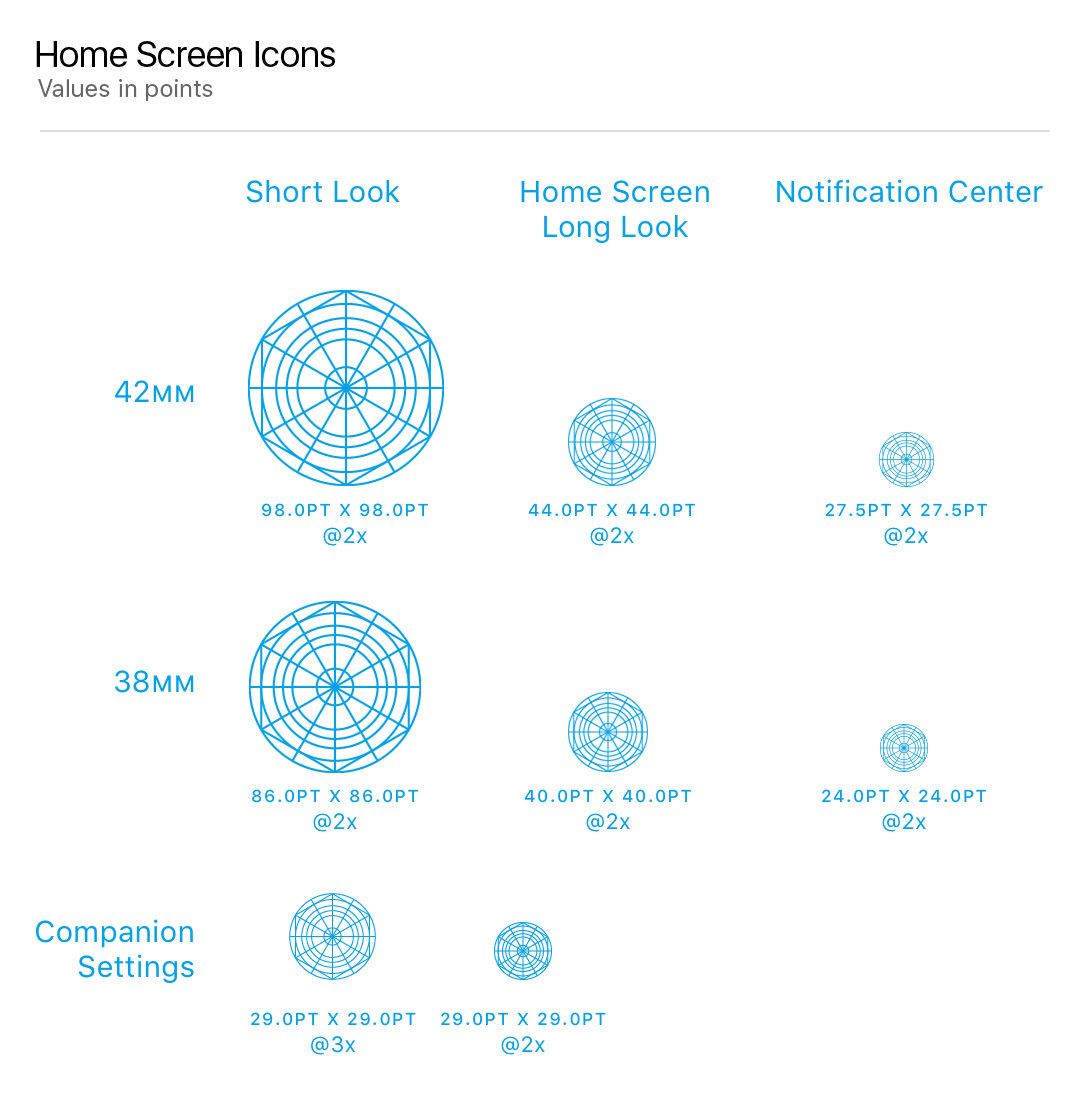 Home Screen Icons
Values in points
Short Look
Home Screen
Long Look
Notification Center
42MM
98.0PT X 98.0PT
@2x
44.0PT X 44.0PT
@2x
27.5PT X 27.5PT
@2x
38MM
86.0PT X 86.0PT
@2x
40.0PT X 40.0PT
@2x
24.0PT X 24.0PT
@2x
Companion
Settings
29.0PT X 29.0PT
@3x
29.0PT X 29.0PT
@2x